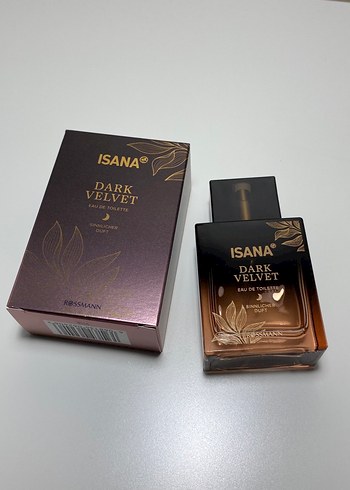 ISANA
DARK
VELVET
EAU DE TOILETTE
SINNLICHER
DUFT
ROSSMANN
ISANA
DARK
VELVET
EAU DE TOILETTE
SINNLICHER
DUFT
ROSSMANN